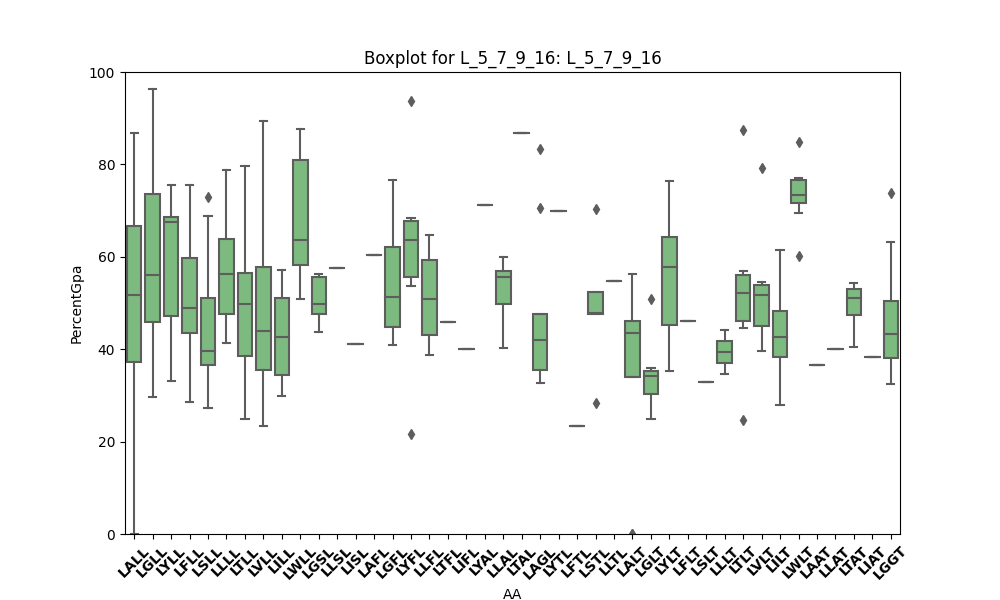 Boxplot for L_5_7_9_16: L_5_7_9_16
100
80
60
40
20
0
PercentGpa
LALL LGLL LYLL LFLL LSLL LLLL LTLL LVLL LILL LWLL LGSL LLSL LISL LAFL LGFL LYFL LLFL LTFL LIFL LYAL LLAL LTAL LAGL LYTL LFTL LSTL LLTL LALT LGLT LYLT LFLT LSLT LLLT LTLT LVLT LILT LWLT LAAT LLAT LTAT LIAT LGGT
AA